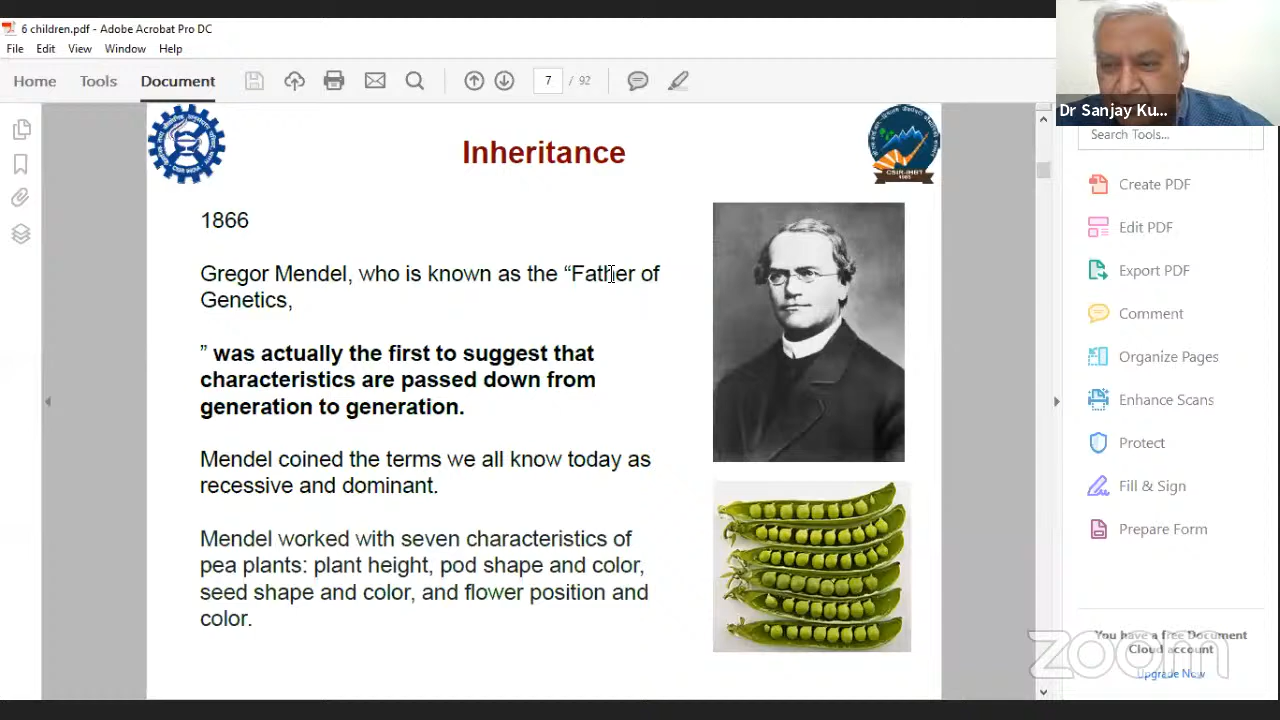 6 children.pdf - Adobe Acrobat Pro DC
File Edit View Window Help
Home Tools Document 7 / 92
Dr Sanjay Ku...
Search Tools...
Inheritance
CSIR-IHBT
1866
Gregor Mendel, who is known as the “Father of
Genetics,
” was actually the first to suggest that
characteristics are passed down from
generation to generation.
Mendel coined the terms we all know today as
recessive and dominant.
Mendel worked with seven characteristics of
pea plants: plant height, pod shape and color,
seed shape and color, and flower position and
color.
Create PDF
Edit PDF
Export PDF
Comment
Organize Pages
Enhance Scans
Protect
Fill & Sign
Prepare Form
You have a free Document
Cloud account
Upgrade Now
zoom